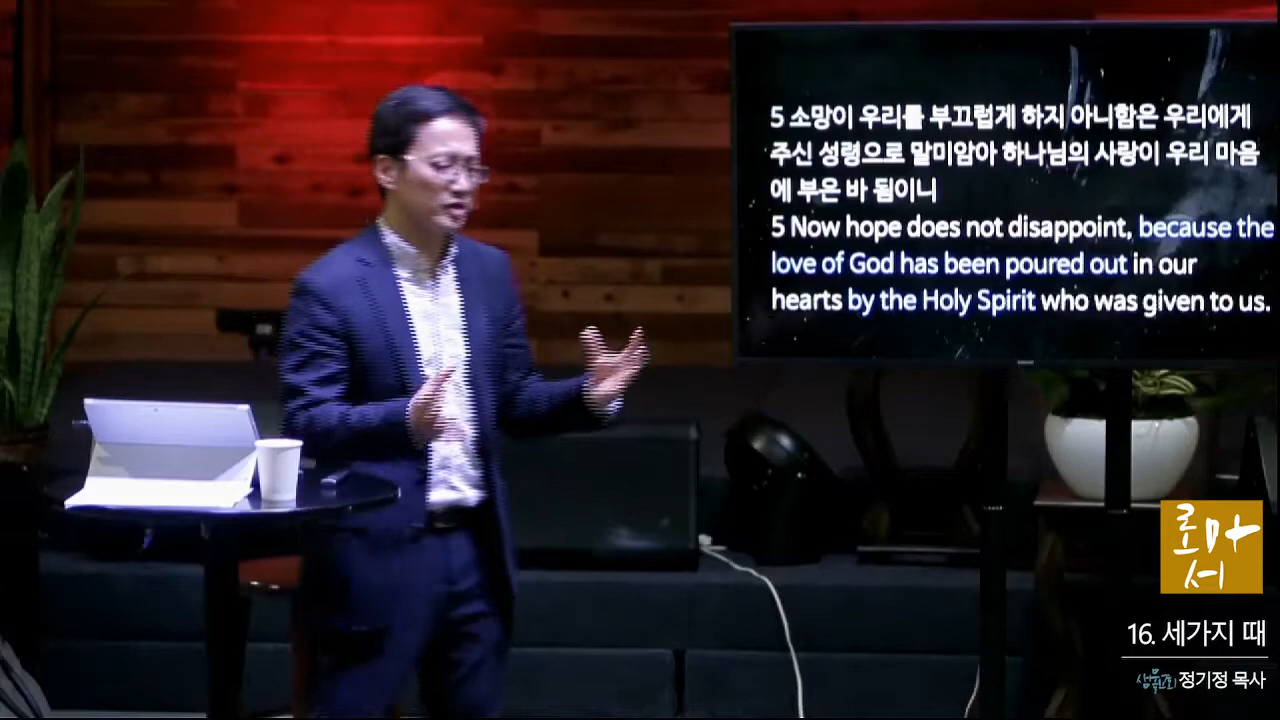 5 소망이 우리를 부끄럽게 하지 아니함은 우리에게
주신 성령으로 말미암아 하나님의 사랑이 우리 마음
에 부은 바 됨이니
5 Now hope does not disappoint, because the
love of God has been poured out in our
hearts by the Holy Spirit who was given to us.
로마
서
16. 세가지 때
샘물교회 정기정 목사